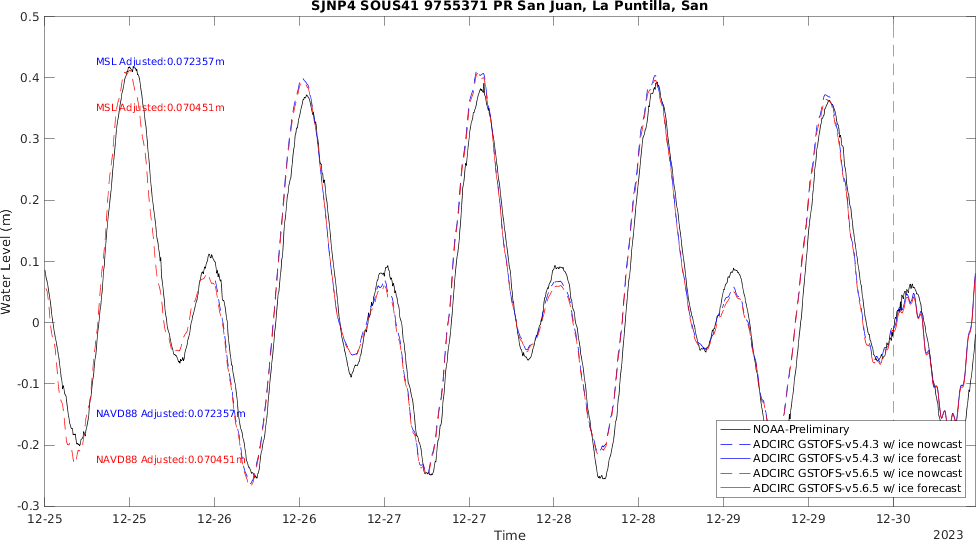 SJNP4 SOUS41 9755371 PR San Juan, La Puntilla, San
0.5
0.4
0.3
0.2
0.1
0
-0.1
-0.2
-0.3
Water Level (m)
MSL Adjusted:0.072357m
MSL Adjusted:0.070451m
NAVD88 Adjusted:0.072357m
NAVD88 Adjusted:0.070451m
NOAA-Preliminary
ADCIRC GSTOFS-v5.4.3 w/ ice nowcast
ADCIRC GSTOFS-v5.4.3 w/ ice forecast
ADCIRC GSTOFS-v5.6.5 w/ ice nowcast
ADCIRC GSTOFS-v5.6.5 w/ ice forecast
12-25 12-25 12-26 12-26 12-27 12-27 12-28 12-28 12-29 12-29 12-30
Time
2023